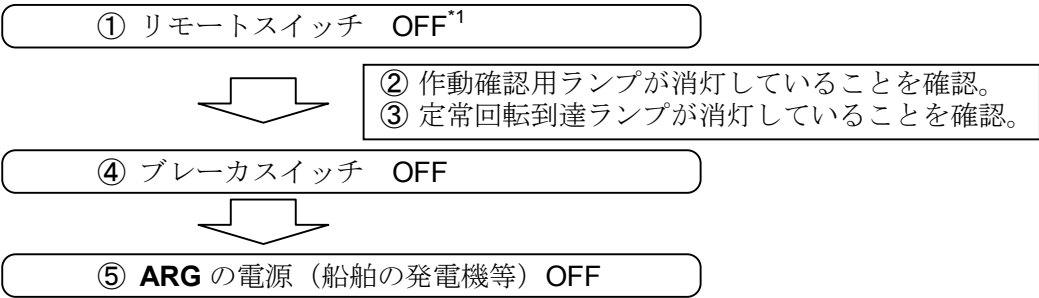 ① リモートスイッチ OFF*1
② 作動確認用ランプが消灯していることを確認。
③ 定常回転到達ランプが消灯していることを確認。
④ ブレーカスイッチ OFF
⑤ ARG の電源（船舶の発電機等）OFF